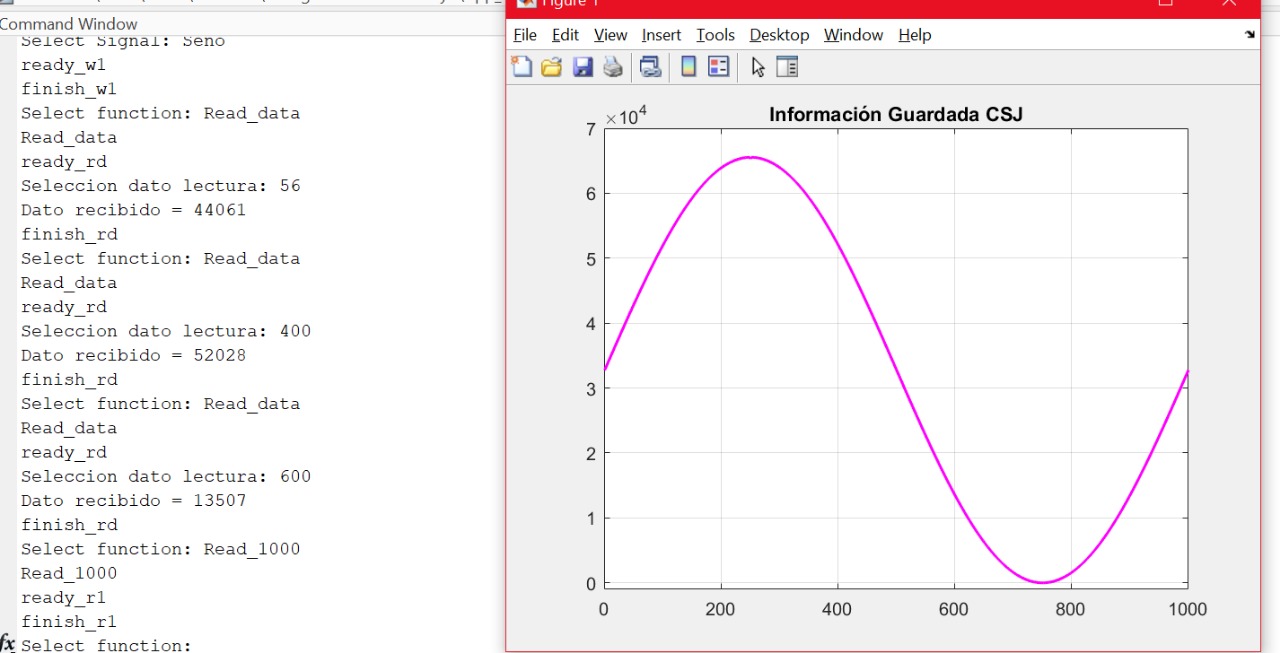 Command Window
Select Signal: Seno
ready_w1
finish_w1
Select function: Read_data
Read_data
ready_rd
Seleccion dato lectura: 56
Dato recibido = 44061
finish_rd
Select function: Read_data
Read_data
ready_rd
Seleccion dato lectura: 400
Dato recibido = 52028
finish_rd
Select function: Read_data
Read_data
ready_rd
Seleccion dato lectura: 600
Dato recibido = 13507
finish_rd
Select function: Read_1000
Read_1000
ready_r1
finish_r1
fx Select function:
Figure 1
File Edit View Insert Tools Desktop Window Help
×10⁴
Información Guardada CSJ
7
6
5
4
3
2
1
0
0 200 400 600 800 1000